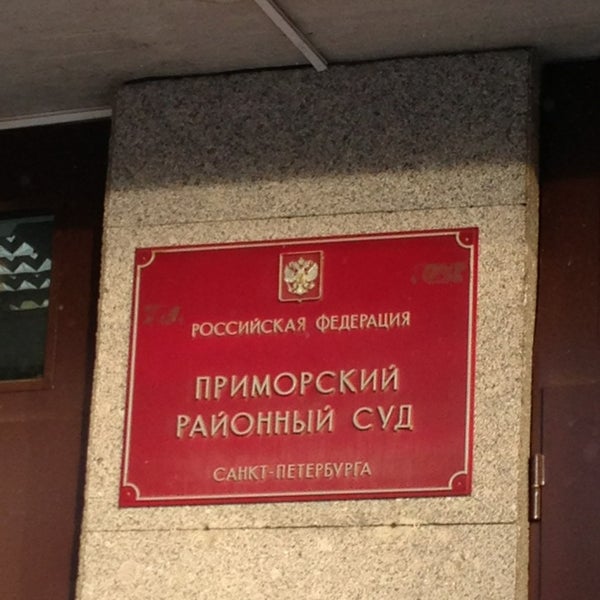 РОССИЙСКАЯ ФЕДЕРАЦИЯ
ПРИМОРСКИЙ
РАЙОННЫЙ СУД
САНКТ-ПЕТЕРБУРГА